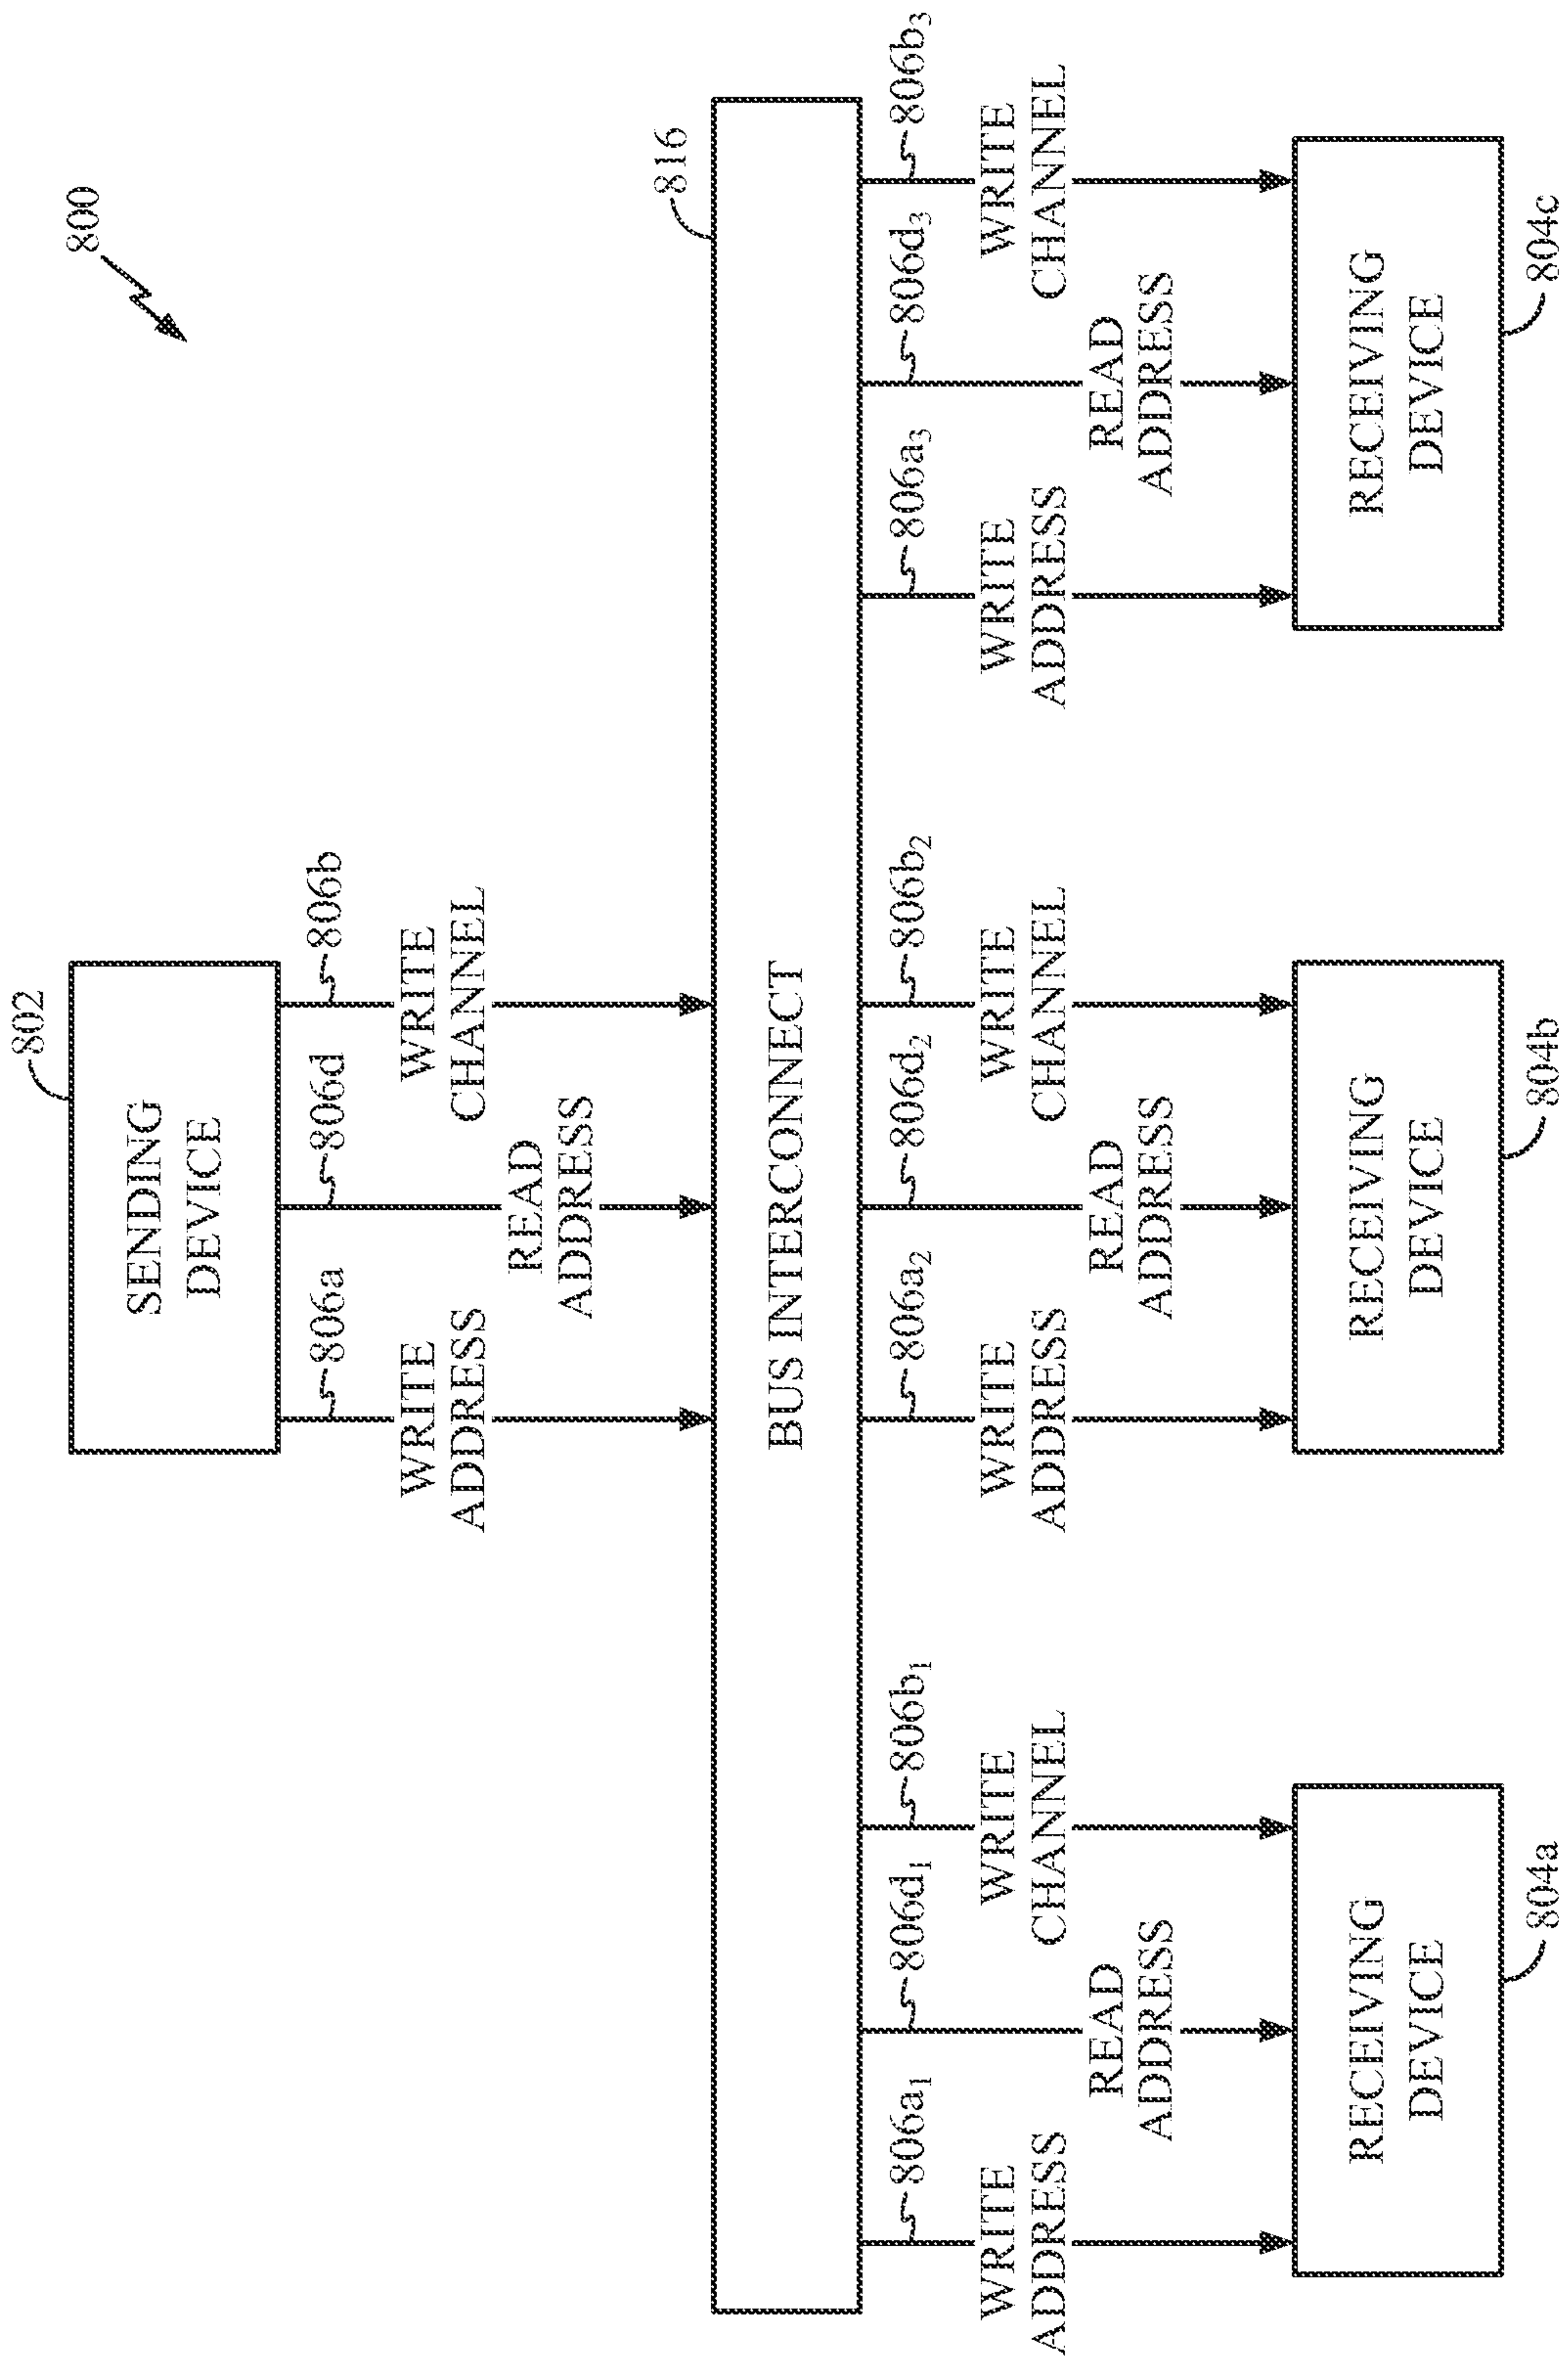 800
802
SENDING
DEVICE
806a
806d
806b
WRITE
ADDRESS
READ
ADDRESS
WRITE
CHANNEL
816
BUS INTERCONNECT
806a₁
806d₁
806b₁
806a₂
806d₂
806b₂
806a₃
806d₃
806b₃
WRITE
ADDRESS
READ
ADDRESS
WRITE
CHANNEL
WRITE
ADDRESS
READ
ADDRESS
WRITE
CHANNEL
WRITE
ADDRESS
READ
ADDRESS
WRITE
CHANNEL
RECEIVING
DEVICE
RECEIVING
DEVICE
RECEIVING
DEVICE
804a
804b
804c